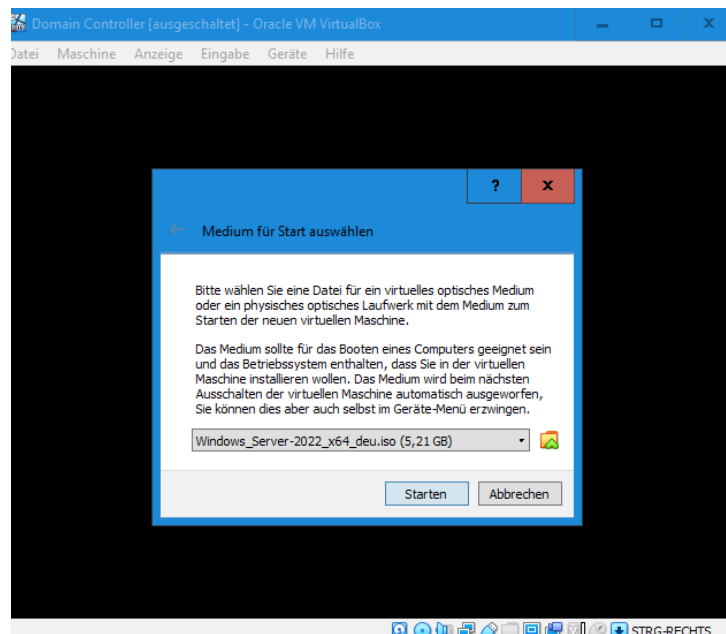 Domain Controller [ausgeschaltet] - Oracle VM VirtualBox
Datei Maschine Anzeige Eingabe Geräte Hilfe
Medium für Start auswählen
Bitte wählen Sie eine Datei für ein virtuelles optisches Medium
oder ein physisches optisches Laufwerk mit dem Medium zum
Starten der neuen virtuellen Maschine.
Das Medium sollte für das Booten eines Computers geeignet sein
und das Betriebssystem enthalten, dass Sie in der virtuellen
Maschine installieren wollen. Das Medium wird beim nächsten
Ausschalten der virtuellen Maschine automatisch ausgeworfen,
Sie können dies aber auch selbst im Geräte-Menü erzwingen.
Windows_Server-2022_x64_deu.iso (5,21 GB)
Starten Abbrechen
STRG-RECHTS